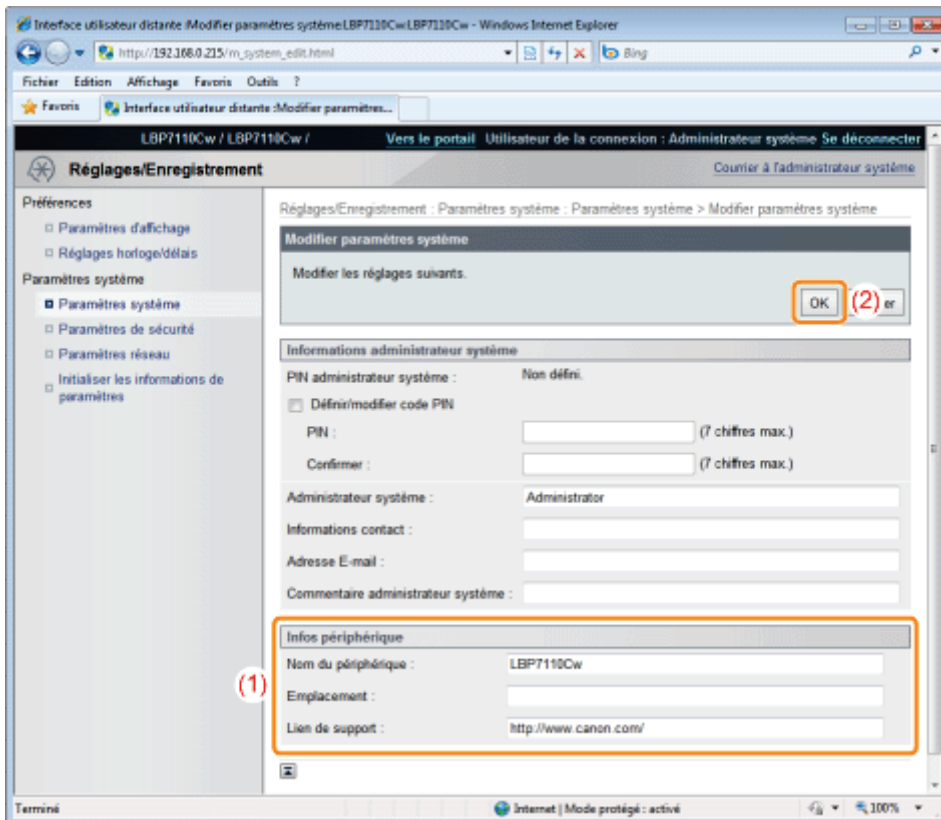 Interface utilisateur distante :Modifier paramètres système:LBP7110Cw:LBP7110Cw - Windows Internet Explorer
http://192.168.0.215/m_system_edit.html
Bing
Fichier Edition Affichage Favoris Outils ?
Favoris Interface utilisateur distante :Modifier paramètres...
LBP7110Cw / LBP7110Cw / Vers le portail Utilisateur de la connexion : Administrateur système Se déconnecter
Réglages/Enregistrement Courrier à l'administrateur système
Préférences
Paramètres d'affichage
Réglages horloge/délais
Paramètres système
Paramètres système
Paramètres de sécurité
Paramètres réseau
Initialiser les informations de
paramètres
Réglages/Enregistrement : Paramètres système : Paramètres système > Modifier paramètres système
Modifier paramètres système
Modifier les réglages suivants.
OK (2) er
Informations administrateur système
PIN administrateur système : Non défini.
Définir/modifier code PIN
PIN : (7 chiffres max.)
Confirmer : (7 chiffres max.)
Administrateur système : Administrator
Informations contact :
Adresse E-mail :
Commentaire administrateur système :
(1)
Infos périphérique
Nom du périphérique : LBP7110Cw
Emplacement :
Lien de support : http://www.canon.com/
Terminé Internet | Mode protégé : activé 100%